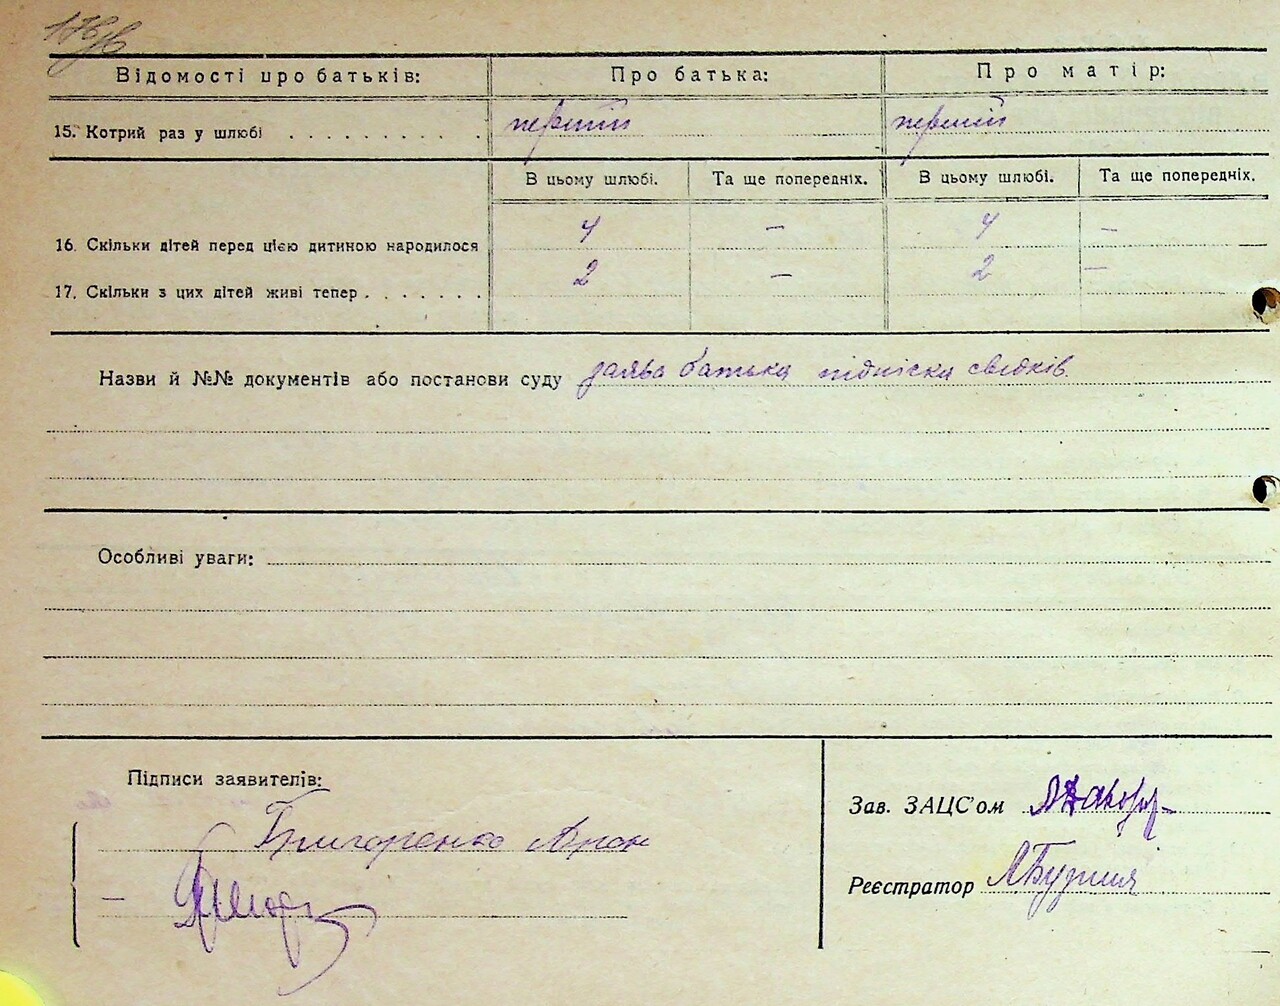 Відомості про батьків: Про батька: Про матір:
15. Котрий раз у шлюбі . . . . . . . . . . перший перший
В цьому шлюбі. Та ще попередніх. В цьому шлюбі. Та ще попередніх.
16. Скільки дітей перед цією дитиною народилося 4 — 4 —
17. Скільки з цих дітей живі тепер . . . . . . . 2 — 2 —
Назви й №№ документів або постанови суду заява батька підписки свідків.
Особливі уваги:
Підписи заявителів:
Григоренко
Зав. ЗАЦС'ом
Реєстратор